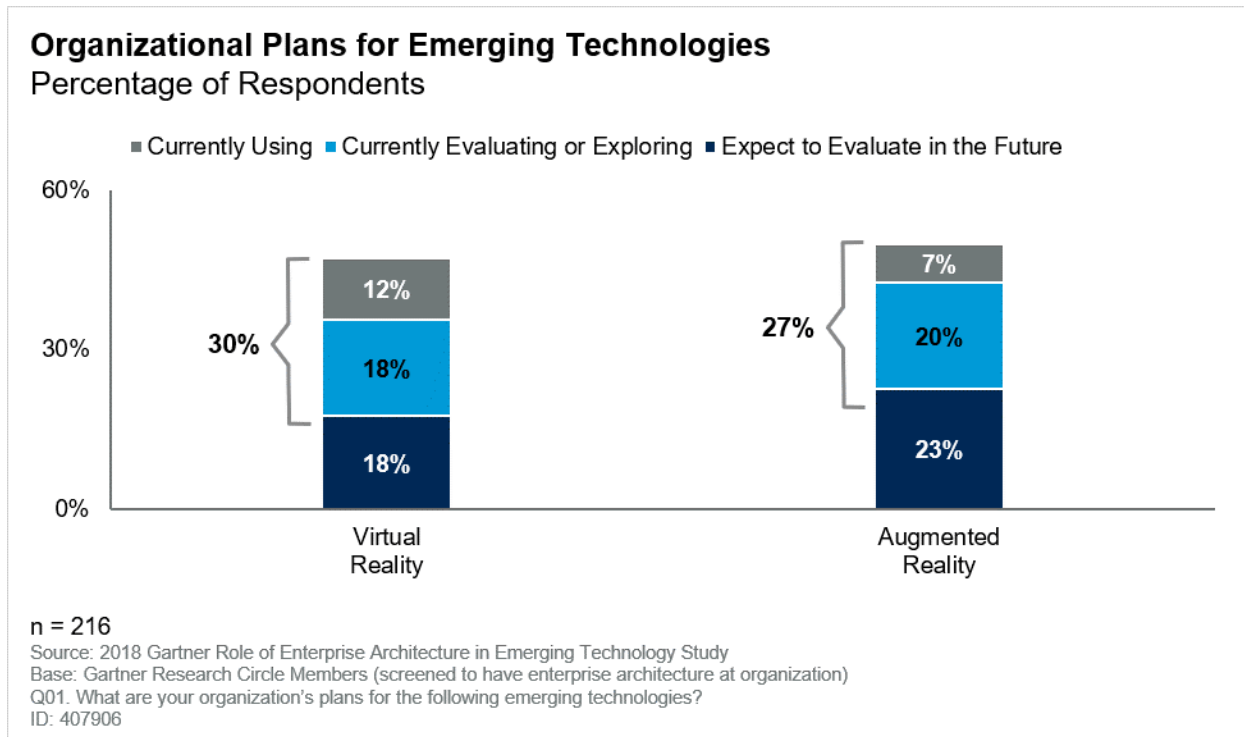 Organizational Plans for Emerging Technologies
Percentage of Respondents
Currently Using Currently Evaluating or Exploring Expect to Evaluate in the Future
60%
30%
0%
30%
12%
18%
18%
27%
7%
20%
23%
Virtual
Reality
Augmented
Reality
n = 216
Source: 2018 Gartner Role of Enterprise Architecture in Emerging Technology Study
Base: Gartner Research Circle Members (screened to have enterprise architecture at organization)
Q01. What are your organization’s plans for the following emerging technologies?
ID: 407906